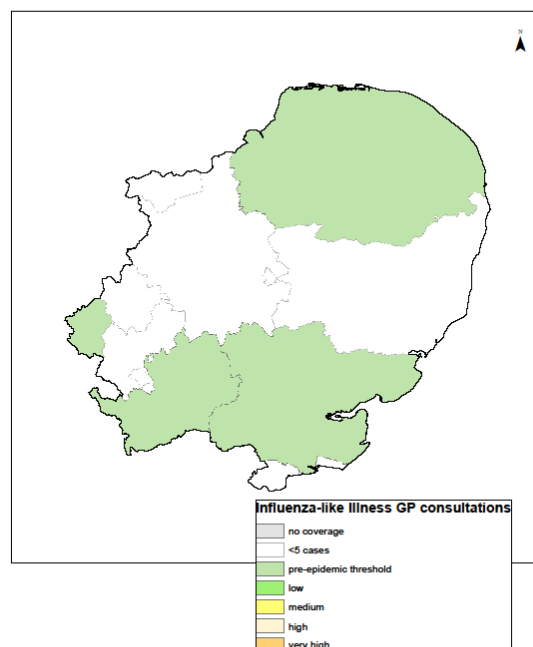 N
Influenza-like Illness GP consultations
no coverage
<5 cases
pre-epidemic threshold
low
medium
high
very high